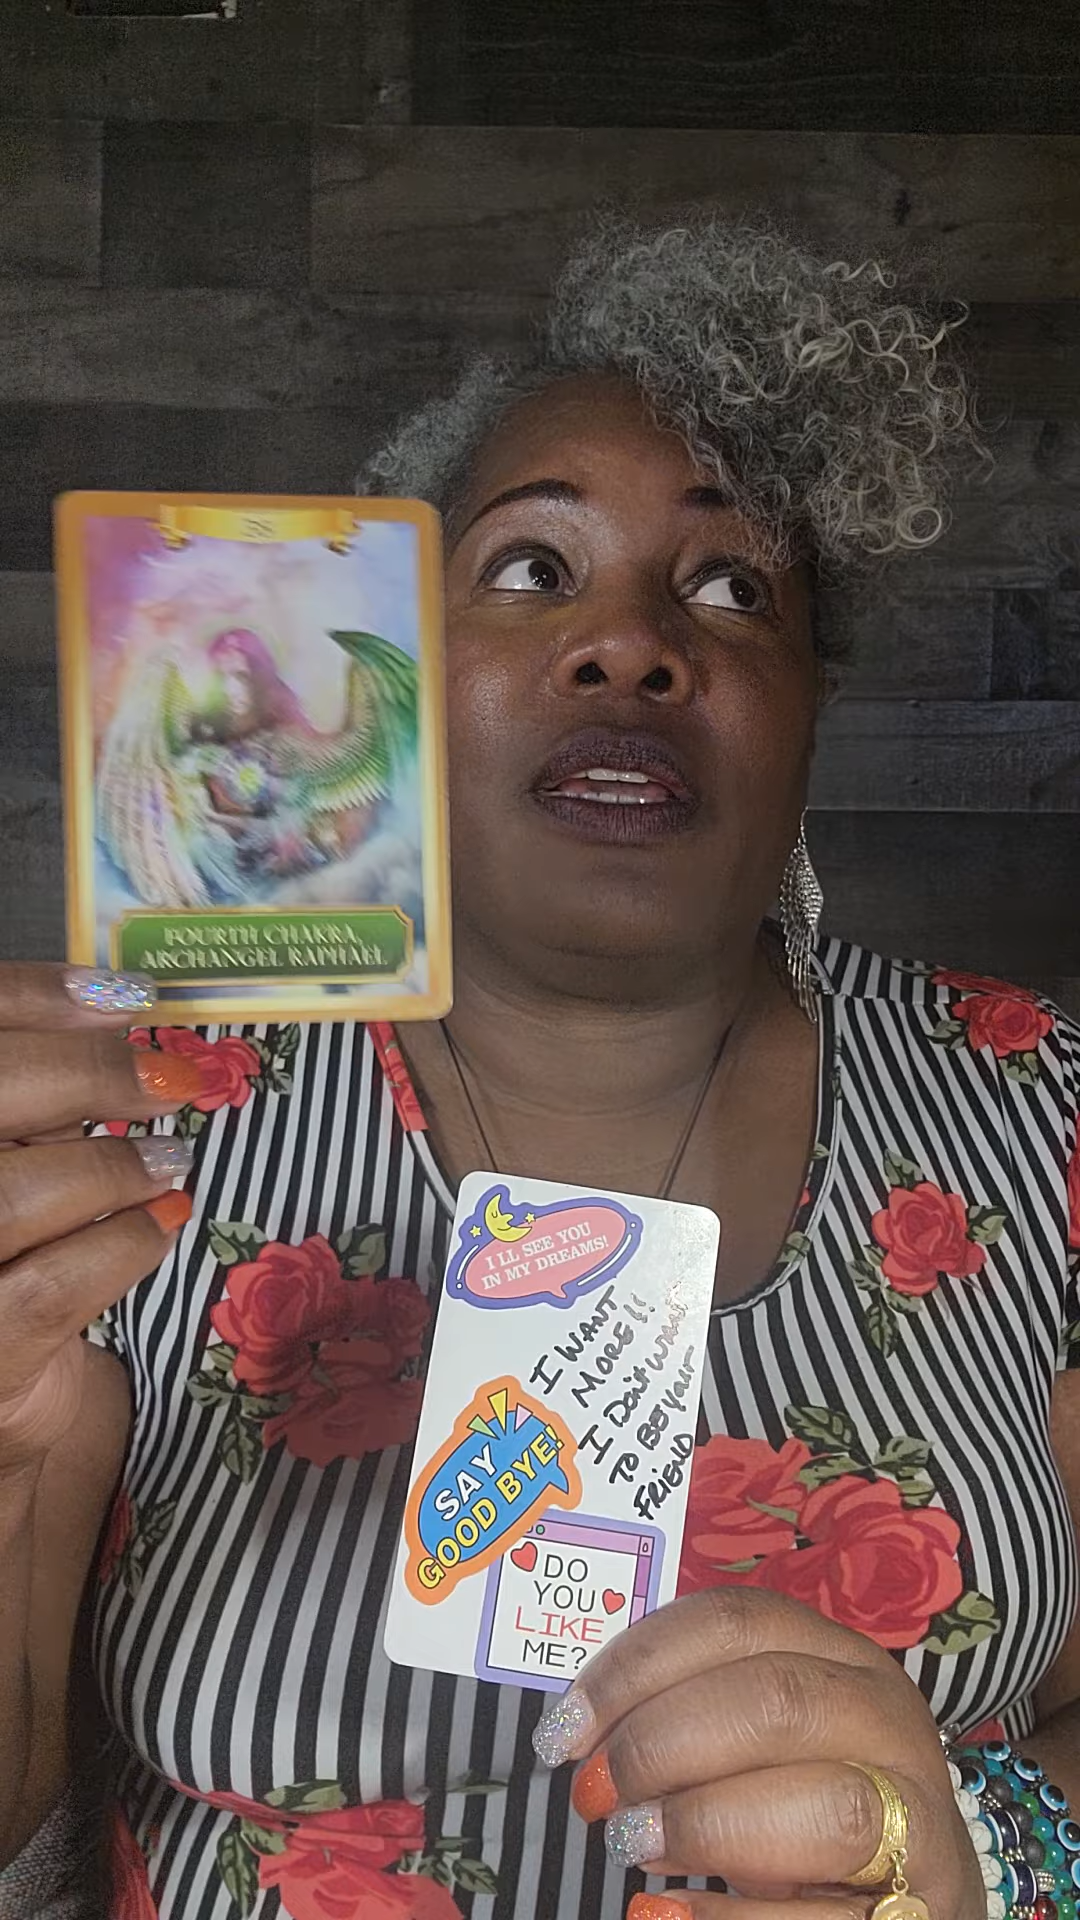 38
FOURTH CHAKRA,
ARCHANGEL RAPHAEL
I LL SEE YOU
IN MY DREAMS!
I WANT
MORE!!
I Don't WANT
TO BE YOUR
FRIEND
SAY
GOOD BYE!
DO
YOU
LIKE
ME?